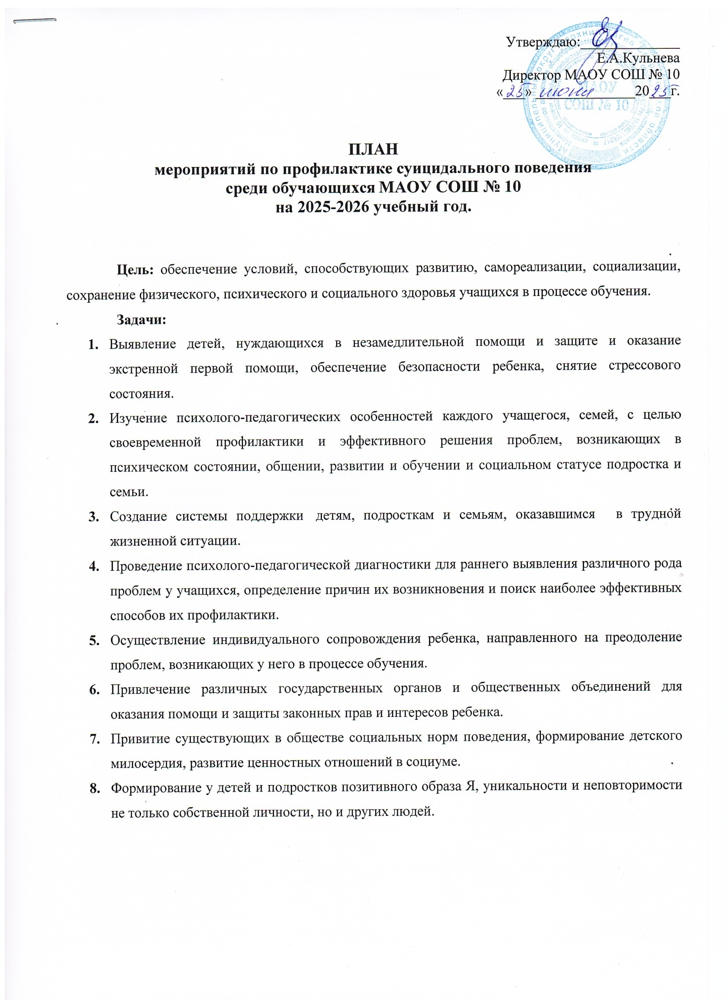 Утверждаю:______________
Е.А.Кульнева
Директор МАОУ СОШ № 10
«25» июня 2025г.
МАОУ
СОШ № 10
ПЛАН
мероприятий по профилактике суицидального поведения
среди обучающихся МАОУ СОШ № 10
на 2025-2026 учебный год.
Цель: обеспечение условий, способствующих развитию, самореализации, социализации,
сохранение физического, психического и социального здоровья учащихся в процессе обучения.
Задачи:
1. Выявление детей, нуждающихся в незамедлительной помощи и защите и оказание
экстренной первой помощи, обеспечение безопасности ребенка, снятие стрессового
состояния.
2. Изучение психолого-педагогических особенностей каждого учащегося, семей, с целью
своевременной профилактики и эффективного решения проблем, возникающих в
психическом состоянии, общении, развитии и обучении и социальном статусе подростка и
семьи.
3. Создание системы поддержки детям, подросткам и семьям, оказавшимся в трудной
жизненной ситуации.
4. Проведение психолого-педагогической диагностики для раннего выявления различного рода
проблем у учащихся, определение причин их возникновения и поиск наиболее эффективных
способов их профилактики.
5. Осуществление индивидуального сопровождения ребенка, направленного на преодоление
проблем, возникающих у него в процессе обучения.
6. Привлечение различных государственных органов и общественных объединений для
оказания помощи и защиты законных прав и интересов ребенка.
7. Привитие существующих в обществе социальных норм поведения, формирование детского
милосердия, развитие ценностных отношений в социуме.
8. Формирование у детей и подростков позитивного образа Я, уникальности и неповторимости
не только собственной личности, но и других людей.